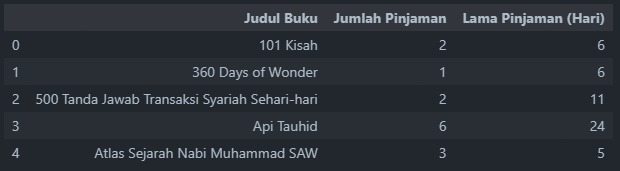 Judul Buku Jumlah Pinjaman Lama Pinjaman (Hari)
0 101 Kisah 2 6
1 360 Days of Wonder 1 6
2 500 Tanda Jawab Transaksi Syariah Sehari-hari 2 11
3 Api Tauhid 6 24
4 Atlas Sejarah Nabi Muhammad SAW 3 5